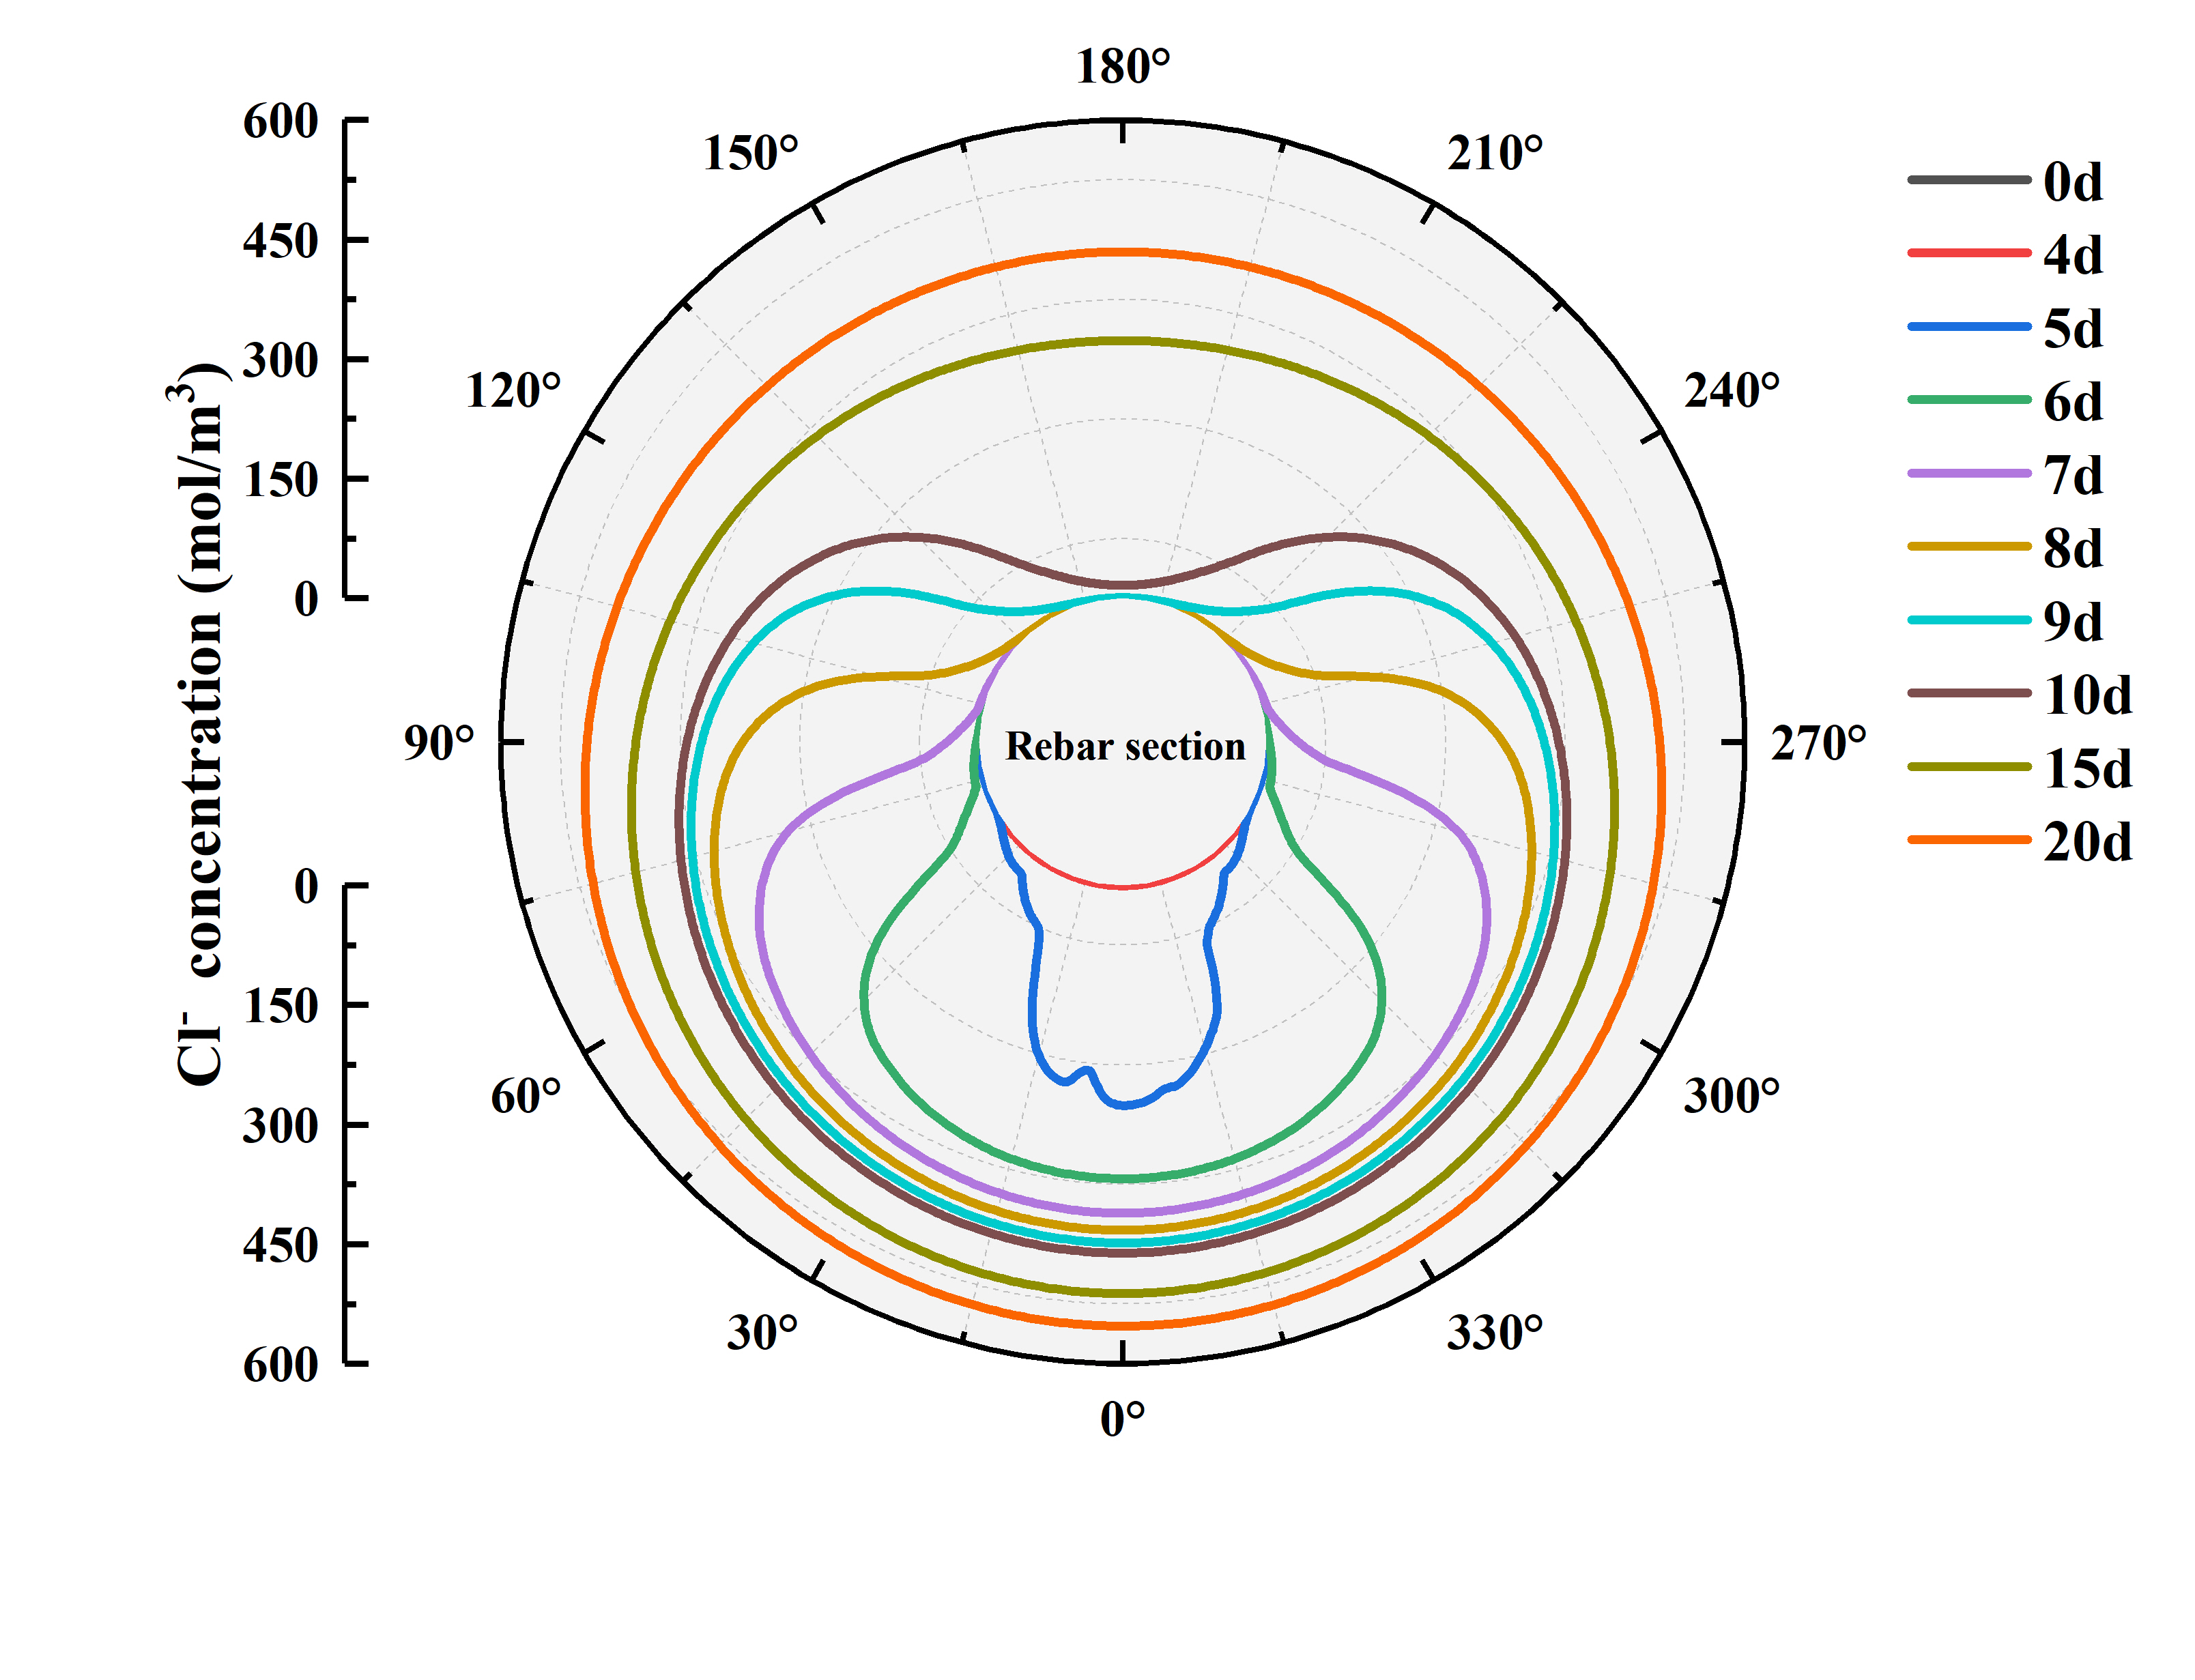 180°
150°
210°
120°
240°
90°
270°
60°
300°
30°
330°
0°
600
450
300
150
0
0
150
300
450
600
Cl⁻ concentration (mol/m³)
Rebar section
0d
4d
5d
6d
7d
8d
9d
10d
15d
20d